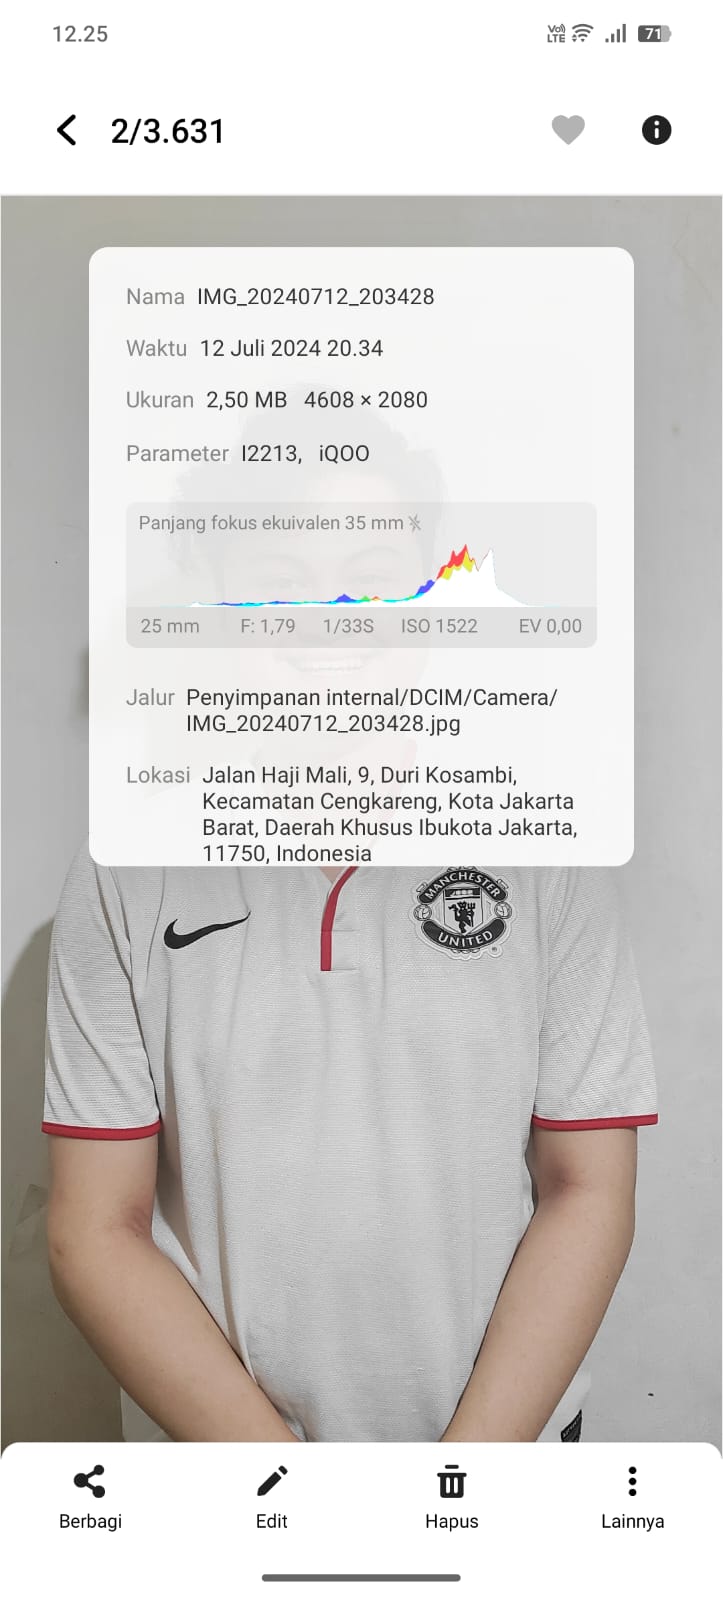 12.25
Vo) LTE 71
2/3.631
Nama IMG_20240712_203428
Waktu 12 Juli 2024 20.34
Ukuran 2,50 MB 4608 × 2080
Parameter I2213, iQOO
Panjang fokus ekuivalen 35 mm
25 mm F: 1,79 1/33S ISO 1522 EV 0,00
Jalur Penyimpanan internal/DCIM/Camera/
IMG_20240712_203428.jpg
Lokasi Jalan Haji Mali, 9, Duri Kosambi,
Kecamatan Cengkareng, Kota Jakarta
Barat, Daerah Khusus Ibukota Jakarta,
11750, Indonesia
MANCHESTER
UNITED
Berbagi Edit Hapus Lainnya